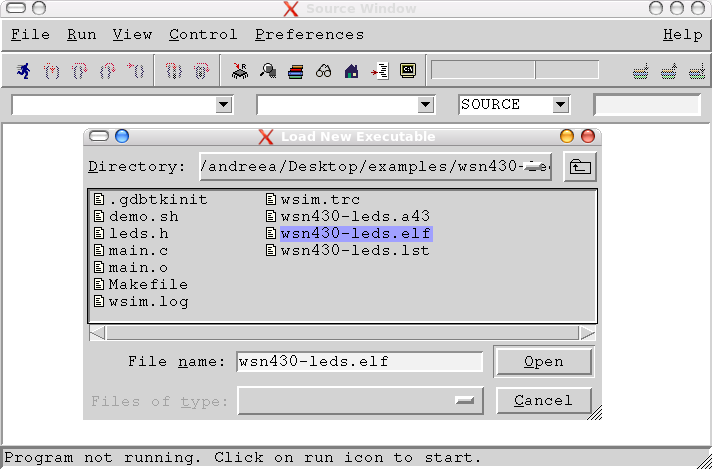 Source Window
File Run View Control Preferences Help
SOURCE
Load New Executable
Directory: /andreea/Desktop/examples/wsn430-led
.gdbtkinit wsim.trc
demo.sh wsn430-leds.a43
leds.h wsn430-leds.elf
main.c wsn430-leds.lst
main.o
Makefile
wsim.log
File name: wsn430-leds.elf Open
Files of type: Cancel
Program not running. Click on run icon to start.